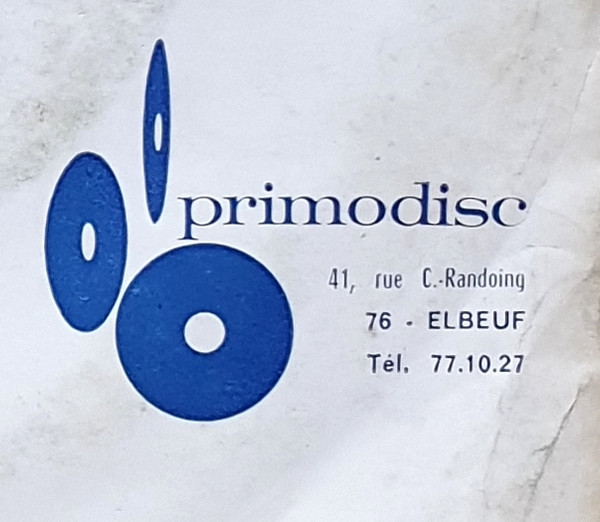 primodisc
41, rue C.-Randoing
76 - ELBEUF
Tél. 77.10.27